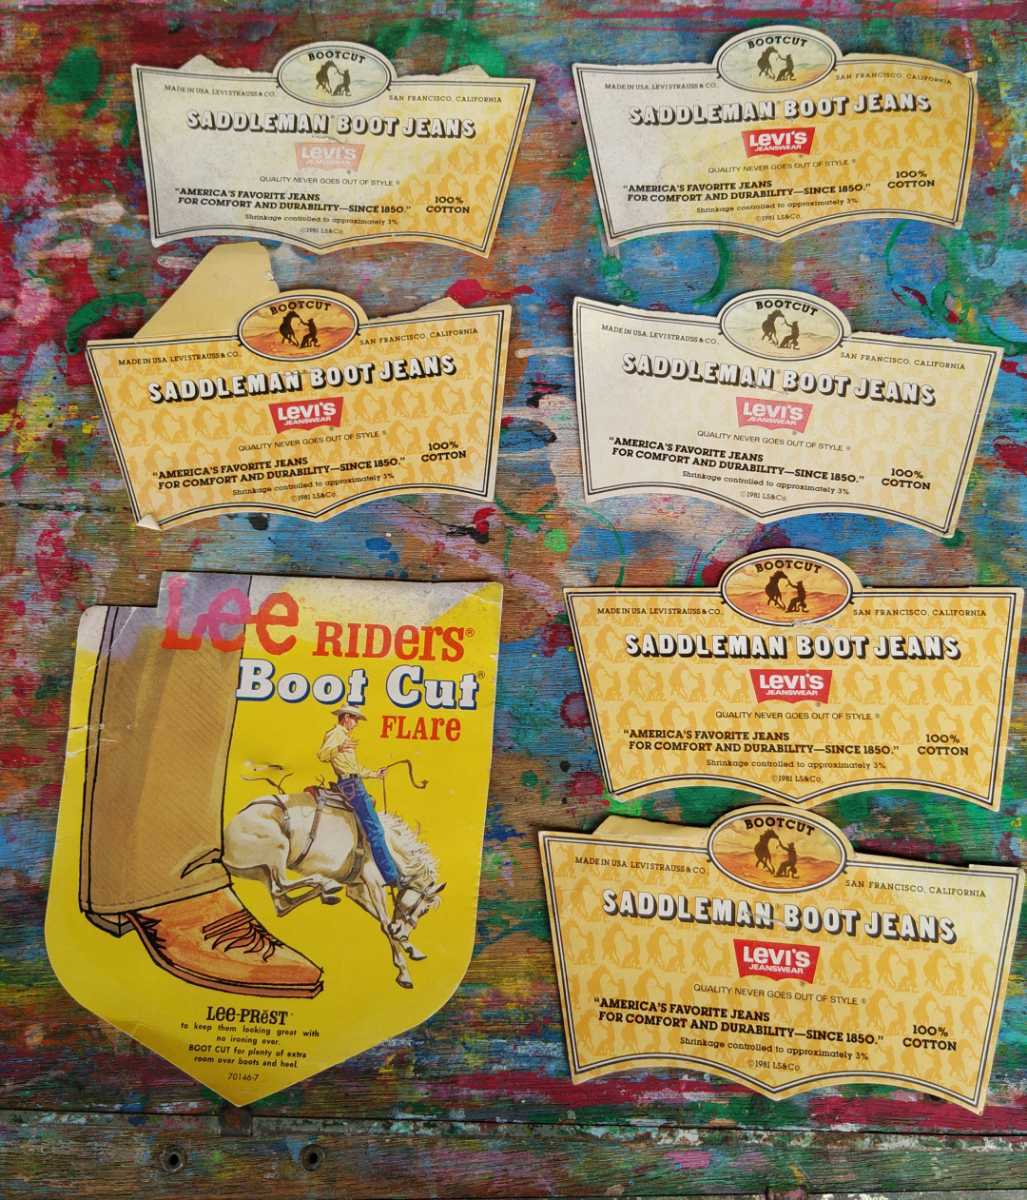 BOOTCUT
MADE IN USA. LEVI STRAUSS & CO.
SAN FRANCISCO, CALIFORNIA
SADDLEMAN® BOOT JEANS
LEVI'S®
JEANSWEAR
QUALITY NEVER GOES OUT OF STYLE ®
"AMERICA'S FAVORITE JEANS
FOR COMFORT AND DURABILITY—SINCE 1850."
100%
COTTON
Shrinkage controlled to approximately 3%
©1981 LS&Co.
BOOTCUT
MADE IN USA. LEVI STRAUSS & CO.
SAN FRANCISCO, CALIFORNIA
SADDLEMAN® BOOT JEANS
LEVI'S®
JEANSWEAR
QUALITY NEVER GOES OUT OF STYLE ®
"AMERICA'S FAVORITE JEANS
FOR COMFORT AND DURABILITY—SINCE 1850."
100%
COTTON
Shrinkage controlled to approximately 3%
©1981 LS&Co.
BOOTCUT
MADE IN USA. LEVI STRAUSS & CO.
SAN FRANCISCO, CALIFORNIA
SADDLEMAN® BOOT JEANS
LEVI'S®
JEANSWEAR
QUALITY NEVER GOES OUT OF STYLE ®
"AMERICA'S FAVORITE JEANS
FOR COMFORT AND DURABILITY—SINCE 1850."
100%
COTTON
Shrinkage controlled to approximately 3%
©1981 LS&Co.
BOOTCUT
MADE IN USA. LEVI STRAUSS & CO.
SAN FRANCISCO, CALIFORNIA
SADDLEMAN® BOOT JEANS
LEVI'S®
JEANSWEAR
QUALITY NEVER GOES OUT OF STYLE ®
"AMERICA'S FAVORITE JEANS
FOR COMFORT AND DURABILITY—SINCE 1850."
100%
COTTON
Shrinkage controlled to approximately 3%
©1981 LS&Co.
Lee RIDERS®
Boot Cut®
FLARE
LEE-PREST®
to keep them looking great with
no ironing ever.
BOOT CUT for plenty of extra
room over boots and heel.
70146-7
BOOTCUT
MADE IN USA. LEVI STRAUSS & CO.
SAN FRANCISCO, CALIFORNIA
SADDLEMAN® BOOT JEANS
LEVI'S®
JEANSWEAR
QUALITY NEVER GOES OUT OF STYLE ®
"AMERICA'S FAVORITE JEANS
FOR COMFORT AND DURABILITY—SINCE 1850."
100%
COTTON
Shrinkage controlled to approximately 3%
©1981 LS&Co.
BOOTCUT
MADE IN USA. LEVI STRAUSS & CO.
SAN FRANCISCO, CALIFORNIA
SADDLEMAN® BOOT JEANS
LEVI'S®
JEANSWEAR
QUALITY NEVER GOES OUT OF STYLE ®
"AMERICA'S FAVORITE JEANS
FOR COMFORT AND DURABILITY—SINCE 1850."
100%
COTTON
Shrinkage controlled to approximately 3%
©1981 LS&Co.